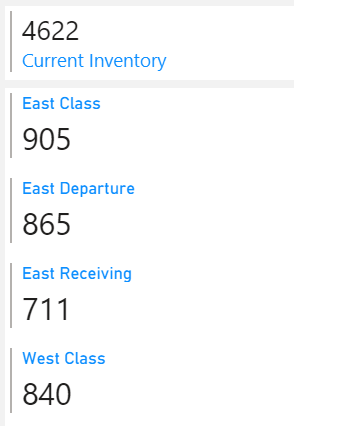 4622
Current Inventory
East Class
905
East Departure
865
East Receiving
711
West Class
840